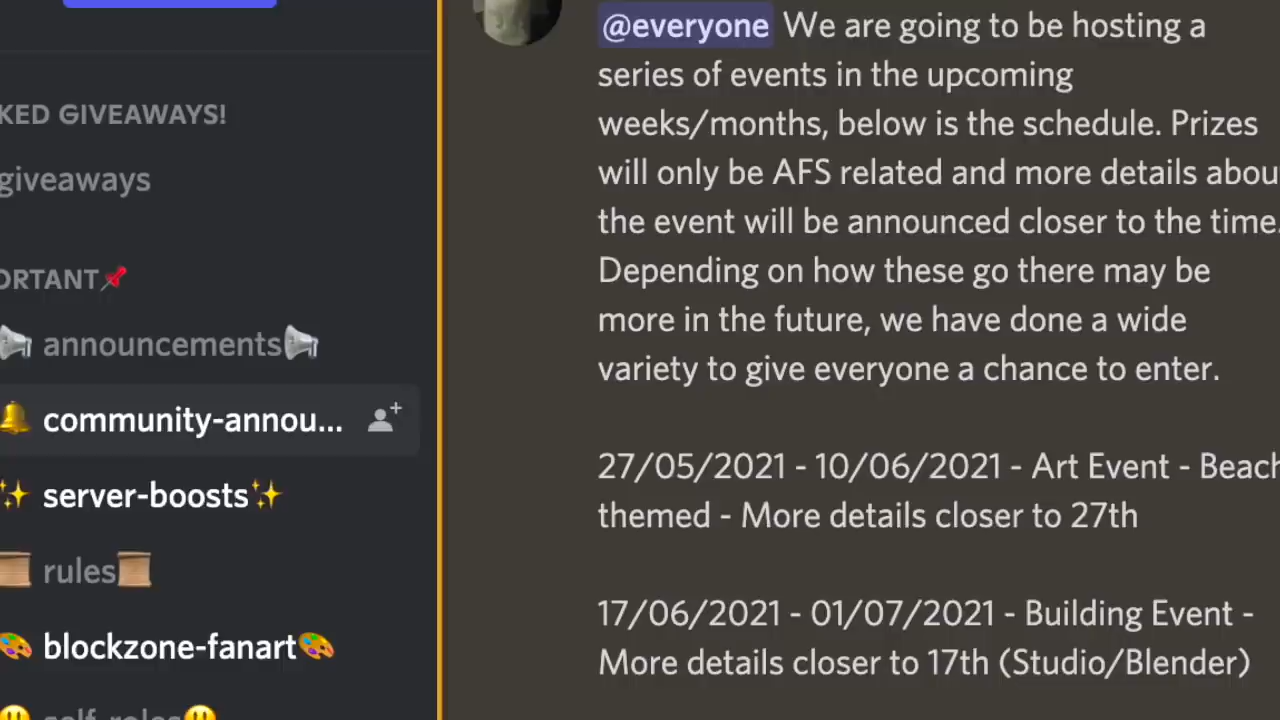 KED GIVEAWAYS!
giveaways
ORTANT📌
📢 announcements📢
🔔 community-annou...
✨ server-boosts✨
📜 rules📜
🎨 blockzone-fanart🎨
😃 self-roles😃
@everyone We are going to be hosting a
series of events in the upcoming
weeks/months, below is the schedule. Prizes
will only be AFS related and more details abou
the event will be announced closer to the time.
Depending on how these go there may be
more in the future, we have done a wide
variety to give everyone a chance to enter.
27/05/2021 - 10/06/2021 - Art Event - Beach
themed - More details closer to 27th
17/06/2021 - 01/07/2021 - Building Event -
More details closer to 17th (Studio/Blender)